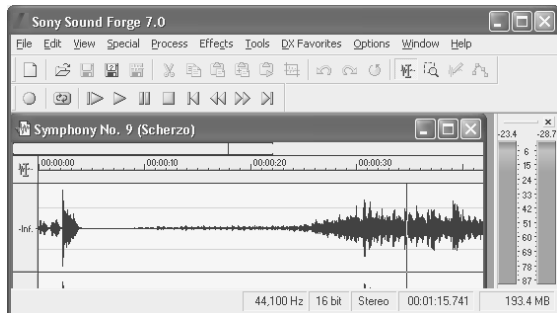 Sony Sound Forge 7.0
File Edit View Special Process Effects Tools DX Favorites Options Window Help
Symphony No. 9 (Scherzo)
-23.4 -28.7
00:00:00 00:00:10 00:00:20 00:00:30
-Inf.
6
15
24
33
42
51
60
69
78
87
44,100 Hz 16 bit Stereo 00:01:15.741 193.4 MB